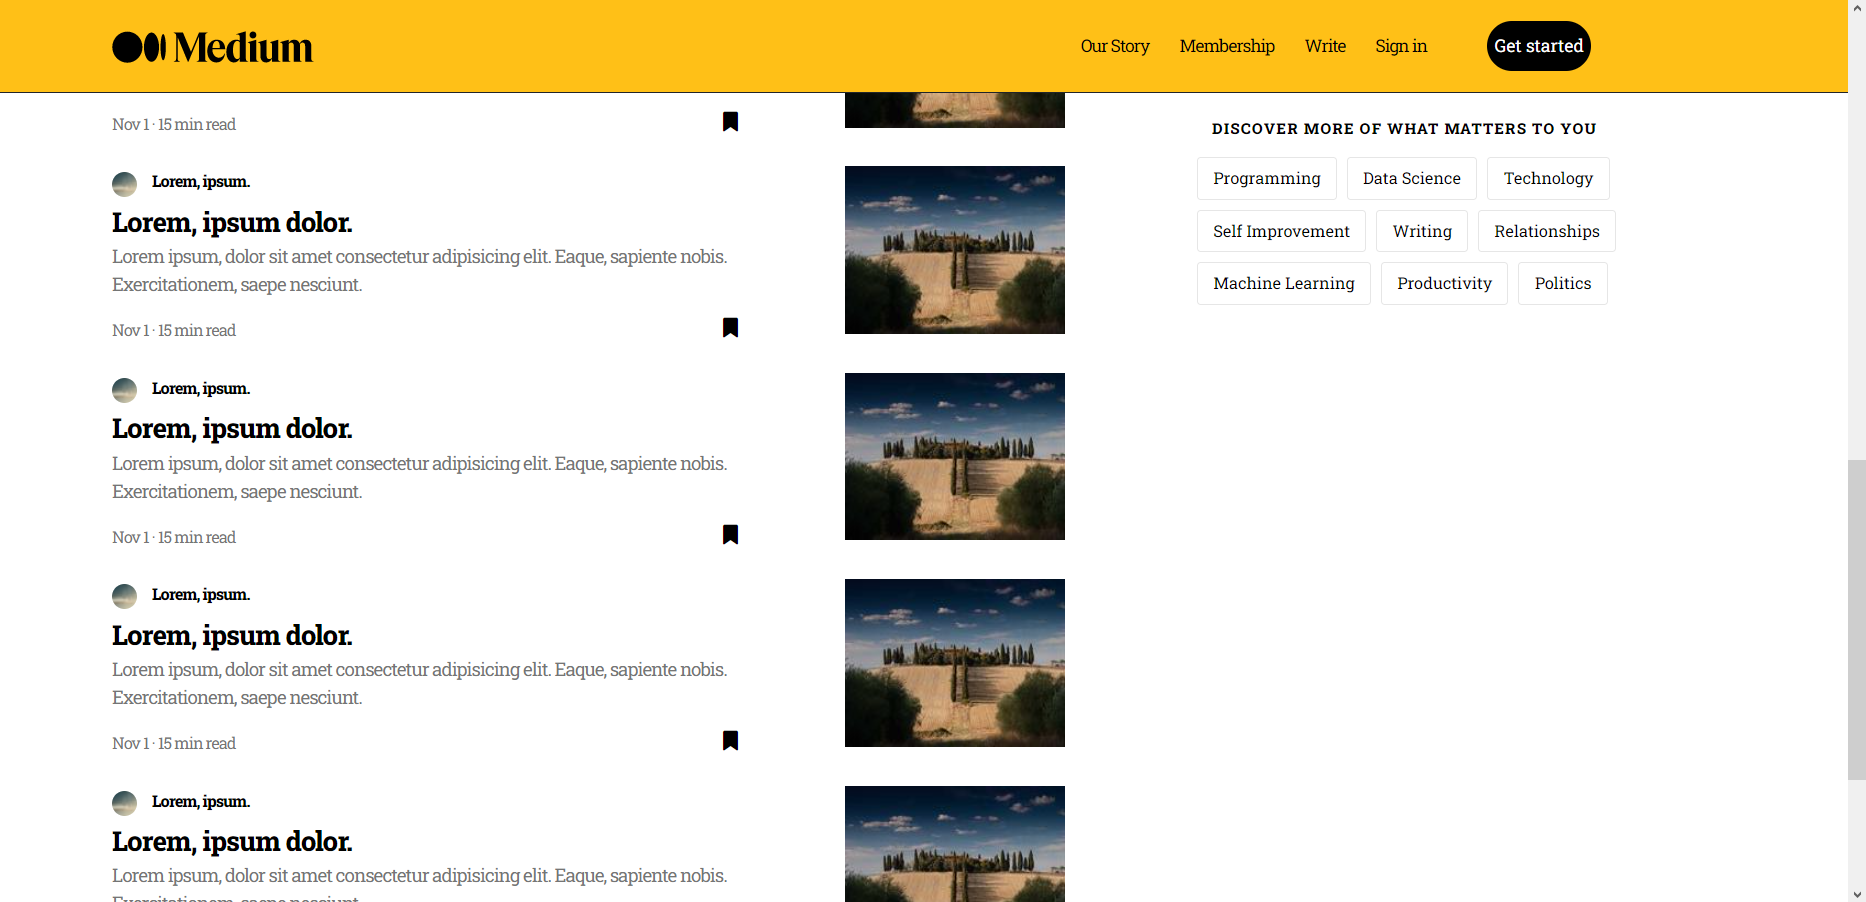 Medium
Our Story Membership Write Sign in Get started
Nov 1 · 15 min read
Lorem, ipsum.
Lorem, ipsum dolor.
Lorem ipsum, dolor sit amet consectetur adipisicing elit. Eaque, sapiente nobis.
Exercitationem, saepe nesciunt.
Nov 1 · 15 min read
Lorem, ipsum.
Lorem, ipsum dolor.
Lorem ipsum, dolor sit amet consectetur adipisicing elit. Eaque, sapiente nobis.
Exercitationem, saepe nesciunt.
Nov 1 · 15 min read
Lorem, ipsum.
Lorem, ipsum dolor.
Lorem ipsum, dolor sit amet consectetur adipisicing elit. Eaque, sapiente nobis.
Exercitationem, saepe nesciunt.
Nov 1 · 15 min read
Lorem, ipsum.
Lorem, ipsum dolor.
Lorem ipsum, dolor sit amet consectetur adipisicing elit. Eaque, sapiente nobis.
DISCOVER MORE OF WHAT MATTERS TO YOU
Programming Data Science Technology
Self Improvement Writing Relationships
Machine Learning Productivity Politics